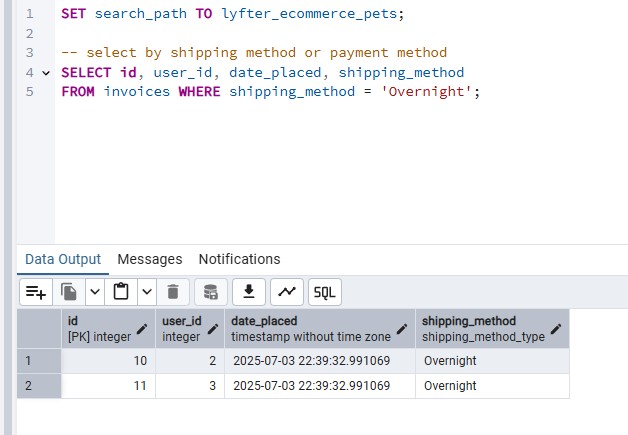 1 SET search_path TO lyfter_ecommerce_pets;
2
3 -- select by shipping method or payment method
4 SELECT id, user_id, date_placed, shipping_method
5 FROM invoices WHERE shipping_method = 'Overnight';
Data Output Messages Notifications
SQL
id user_id date_placed shipping_method
[PK] integer integer timestamp without time zone shipping_method_type
1 10 2 2025-07-03 22:39:32.991069 Overnight
2 11 3 2025-07-03 22:39:32.991069 Overnight